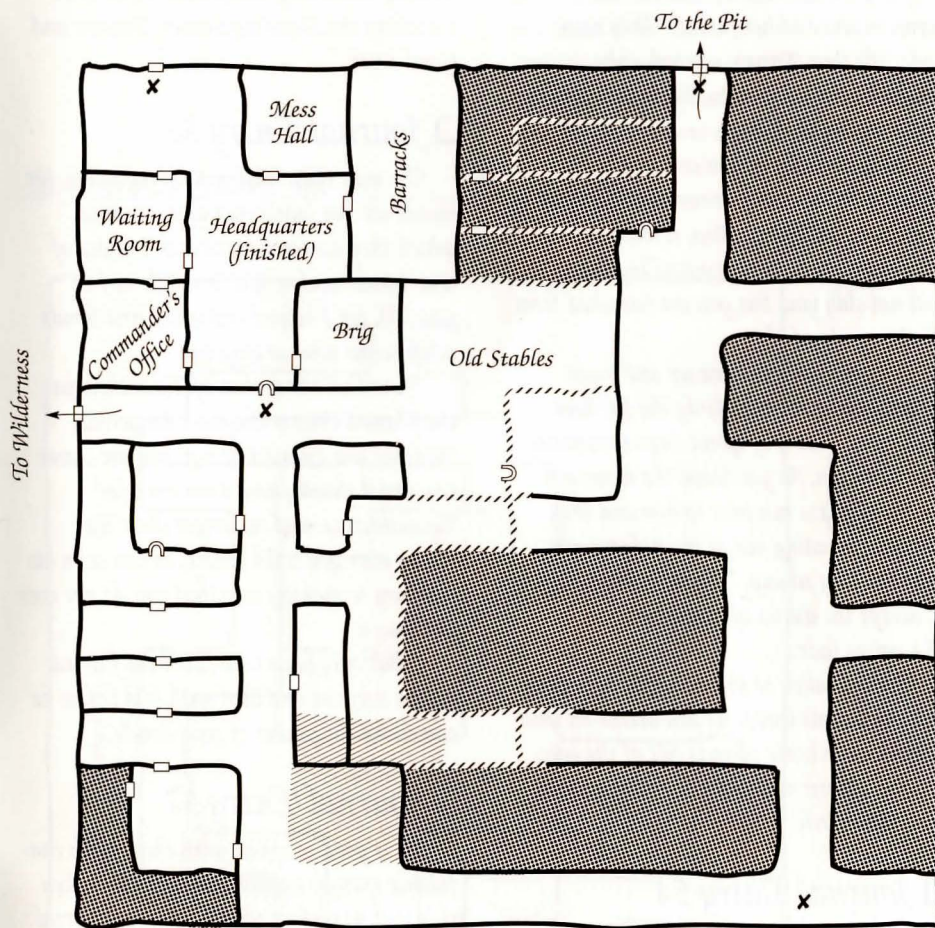 To the Pit
Mess
Hall
Barracks
Waiting
Room
Headquarters
(finished)
Commander's
Office
Brig
Old Stables
To Wilderness